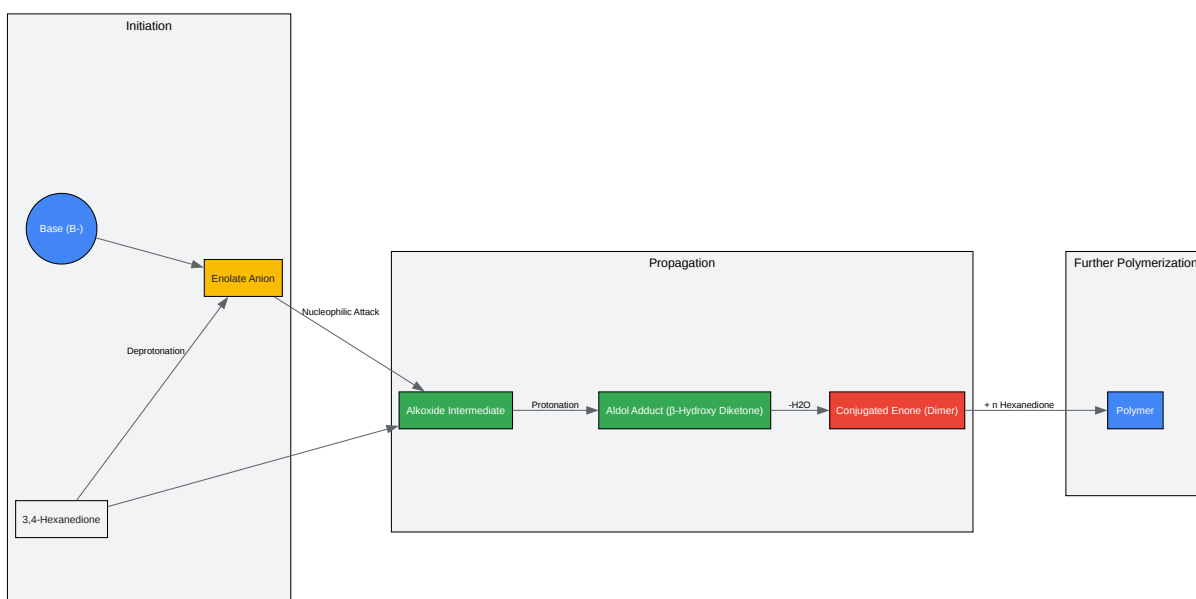 Initiation
Base (B-)
Enolate Anion
Deprotonation
3,4-Hexanedione
Nucleophilic Attack
Propagation
Alkoxide Intermediate
Protonation
Aldol Adduct (β-Hydroxy Diketone)
-H2O
Conjugated Enone (Dimer)
+ n Hexanedione
Further Polymerization
Polymer